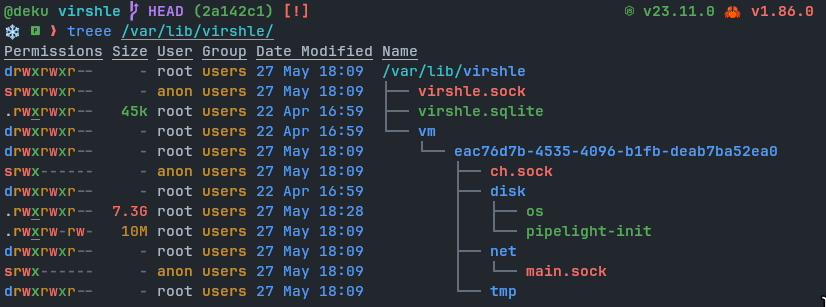 @deku virshle HEAD (2a142c1) [!] v23.11.0 v1.86.0
❄️ P ❯ treee /var/lib/virshle/
Permissions Size User Group Date Modified Name
drwxrwxr-- - root users 27 May 18:09 /var/lib/virshle
srwxrwxr-- - anon users 27 May 18:09 ├── virshle.sock
.rwxrwxr-- 45k root users 22 Apr 16:59 ├── virshle.sqlite
drwxrwxr-- - root users 22 Apr 16:59 └── vm
drwxrwxr-- - root users 27 May 18:09 └── eac76d7b-4535-4096-b1fb-deab7ba52ea0
srwx------ - anon users 27 May 18:09 ├── ch.sock
drwxrwxr-- - root users 22 Apr 16:59 ├── disk
.rwxrwxr-- 7.3G root users 27 May 18:28 │ ├── os
.rwxrw-rw- 10M root users 27 May 18:09 │ └── pipelight-init
drwxrwxr-- - root users 27 May 18:09 ├── net
srwx------ - anon users 27 May 18:09 │ └── main.sock
drwxrwxr-- - root users 27 May 18:09 └── tmp